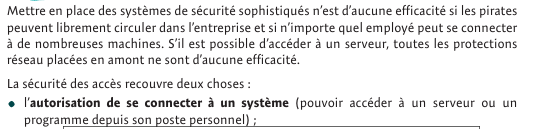 Mettre en place des systèmes de sécurité sophistiqués n’est d’aucune efficacité si les pirates
peuvent librement circuler dans l’entreprise et si n’importe quel employé peut se connecter
à de nombreuses machines. S’il est possible d’accéder à un serveur, toutes les protections
réseau placées en amont ne sont d’aucune efficacité.
La sécurité des accès recouvre deux choses :
● l’autorisation de se connecter à un système (pouvoir accéder à un serveur ou un
programme depuis son poste personnel) ;